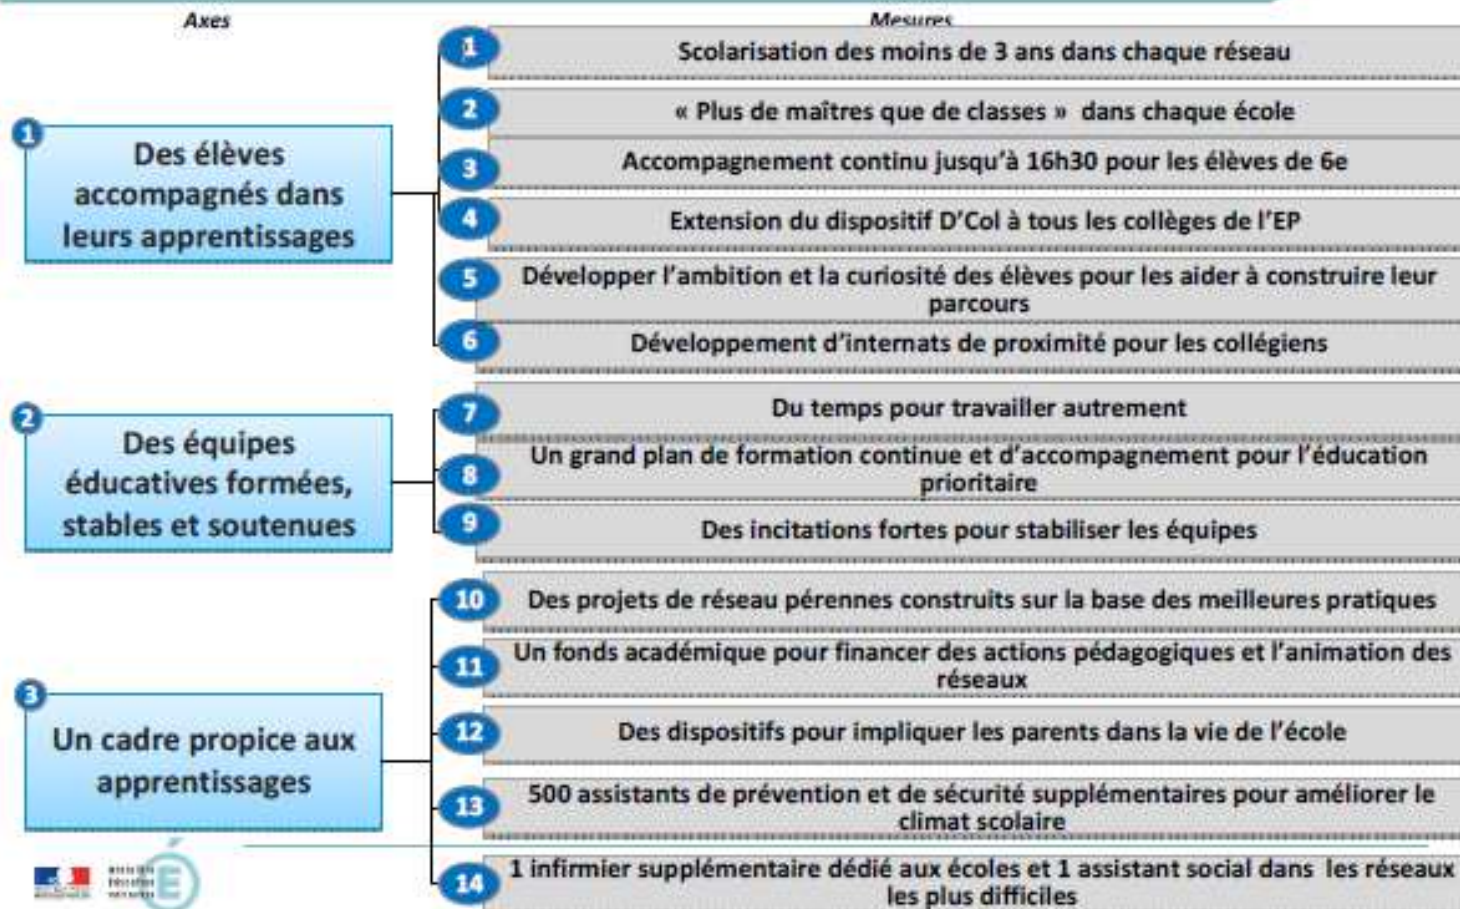 Axes
Mesures
1
Des élèves
accompagnés dans
leurs apprentissages
1
Scolarisation des moins de 3 ans dans chaque réseau
2
« Plus de maîtres que de classes » dans chaque école
3
Accompagnement continu jusqu'à 16h30 pour les élèves de 6e
4
Extension du dispositif D'Col à tous les collèges de l'EP
5
Développer l'ambition et la curiosité des élèves pour les aider à construire leur
parcours
6
Développement d'internats de proximité pour les collégiens
2
Des équipes
éducatives formées,
stables et soutenues
7
Du temps pour travailler autrement
8
Un grand plan de formation continue et d'accompagnement pour l'éducation
prioritaire
9
Des incitations fortes pour stabiliser les équipes
3
Un cadre propice aux
apprentissages
10
Des projets de réseau pérennes construits sur la base des meilleures pratiques
11
Un fonds académique pour financer des actions pédagogiques et l'animation des
réseaux
12
Des dispositifs pour impliquer les parents dans la vie de l'école
13
500 assistants de prévention et de sécurité supplémentaires pour améliorer le
climat scolaire
14
1 infirmier supplémentaire dédié aux écoles et 1 assistant social dans les réseaux
les plus difficiles
É